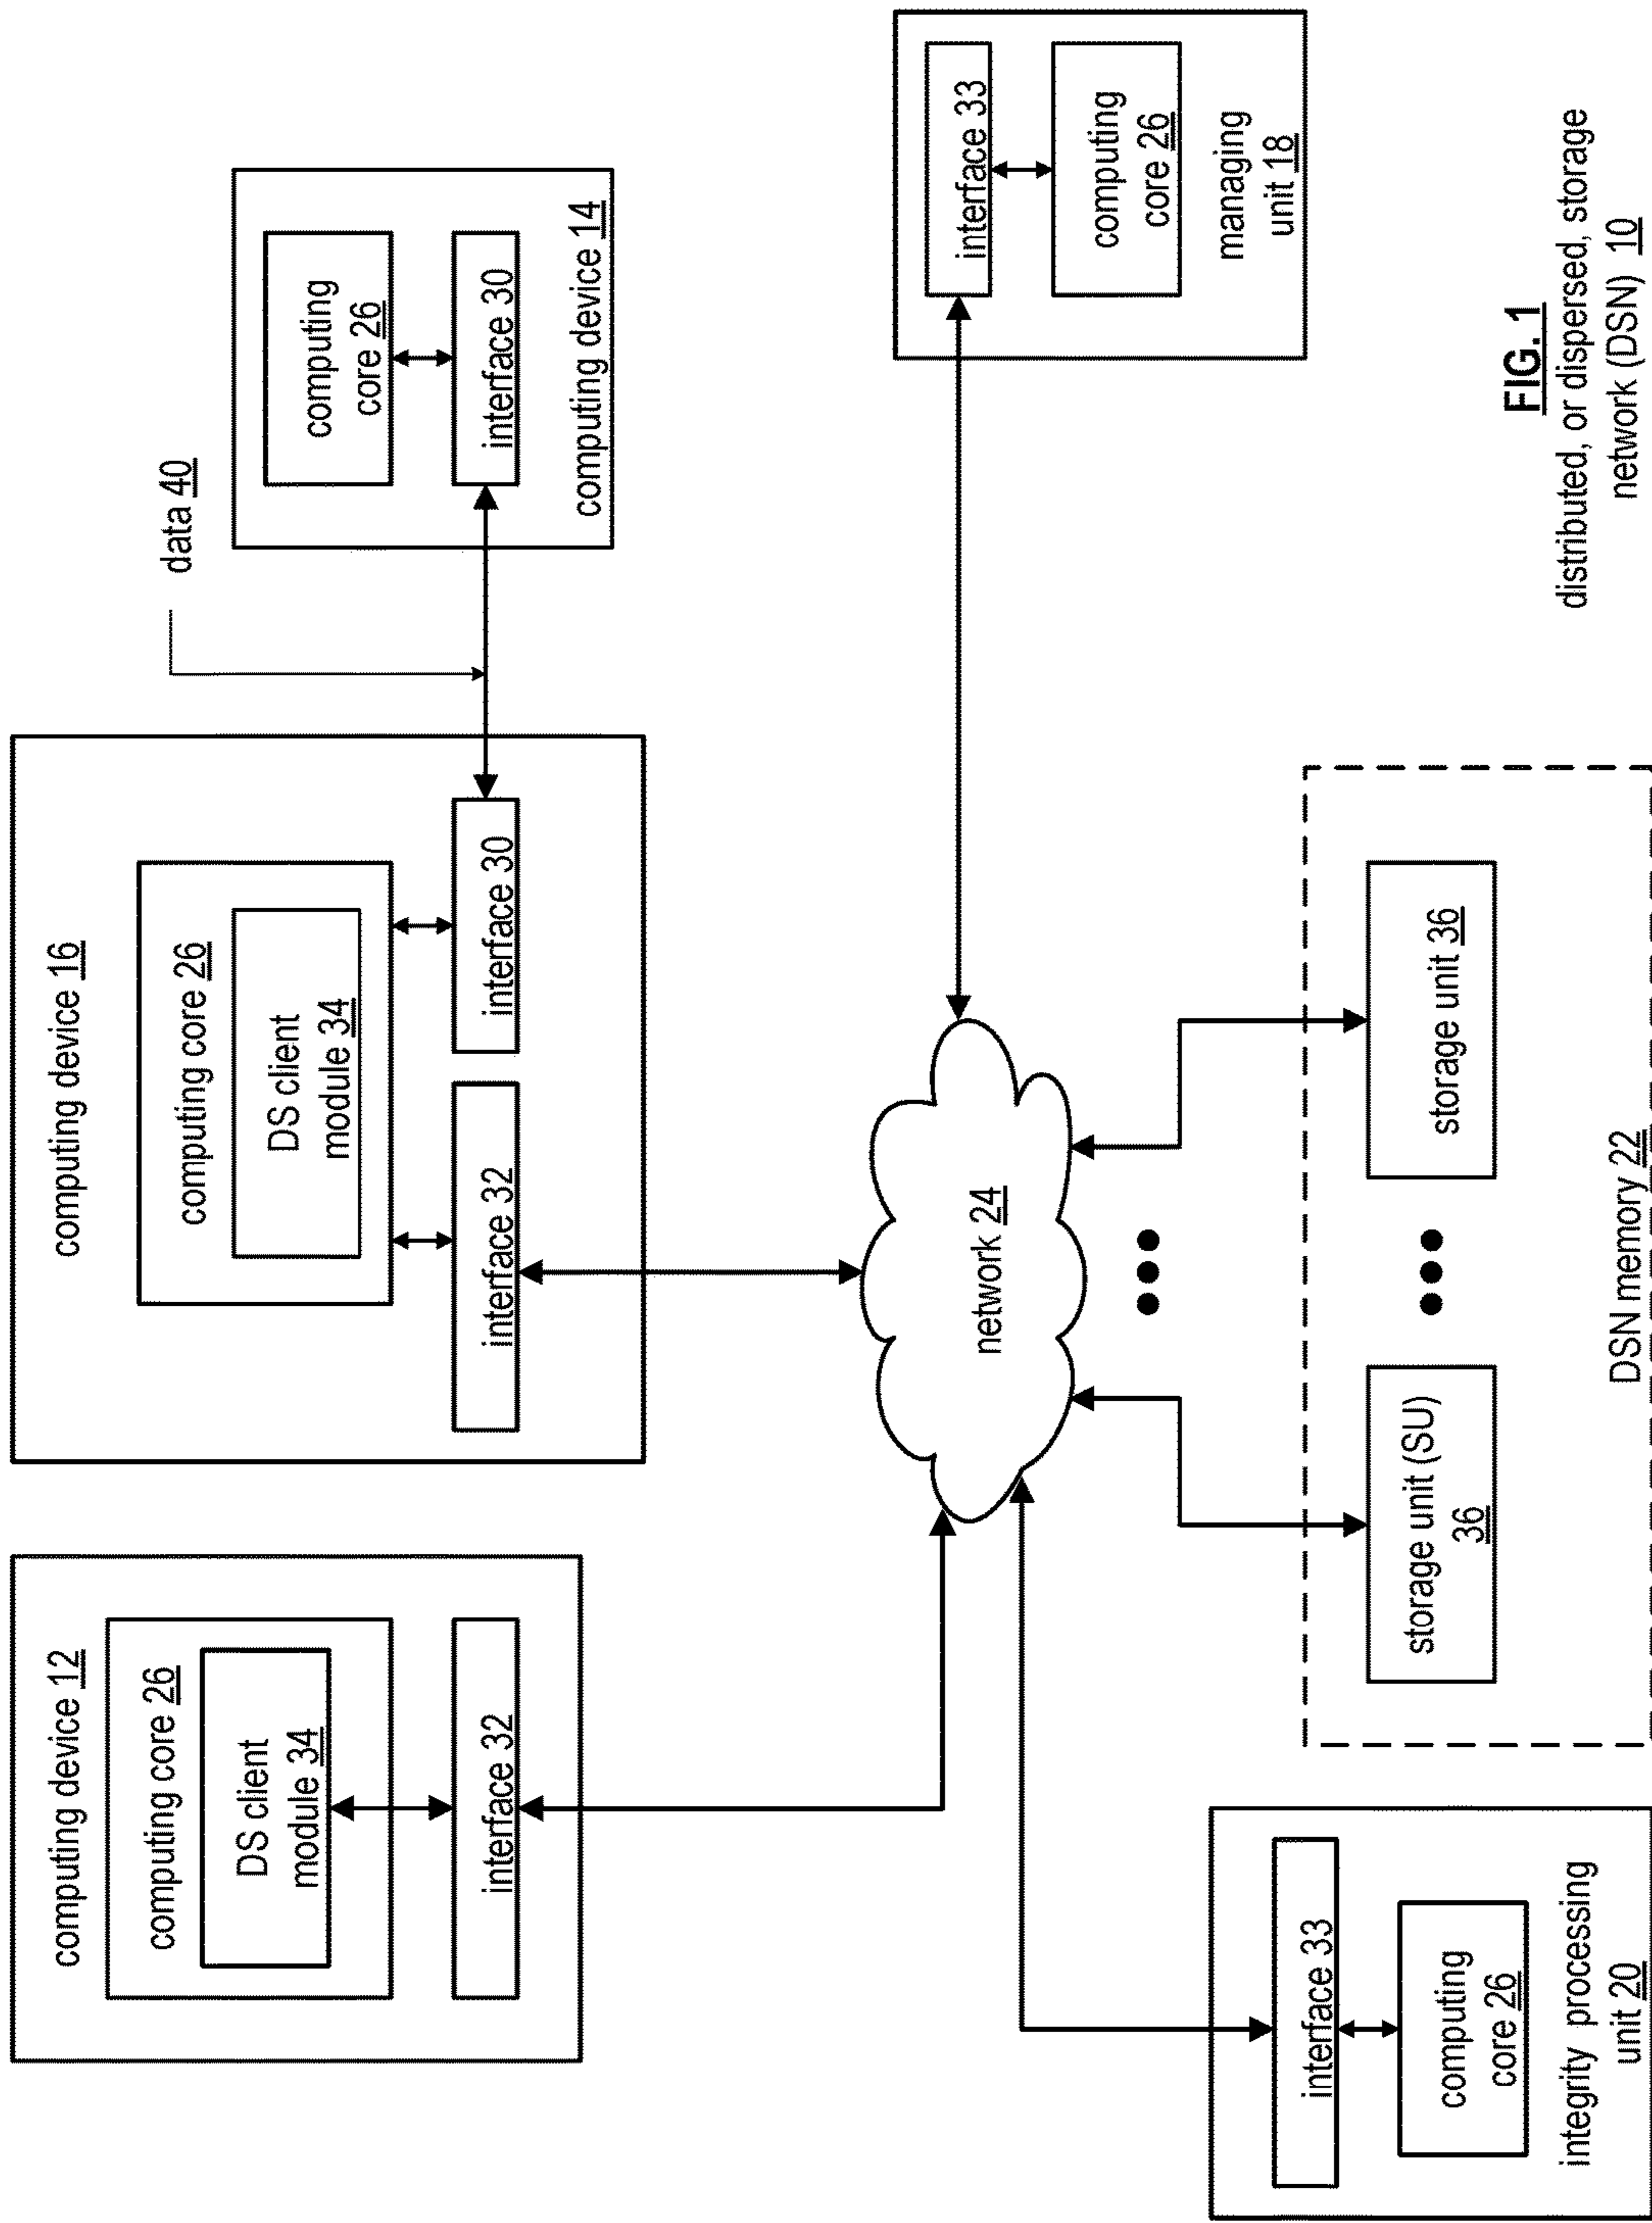 computing device 12
computing core 26
DS client
module 34
interface 32
computing device 16
computing core 26
DS client
module 34
interface 32
interface 30
data 40
computing
core 26
interface 30
computing device 14
network 24
interface 33
computing
core 26
managing
unit 18
interface 33
computing
core 26
integrity processing
unit 20
storage unit (SU)
36
storage unit 36
DSN memory 22
FIG. 1
distributed, or dispersed, storage
network (DSN) 10